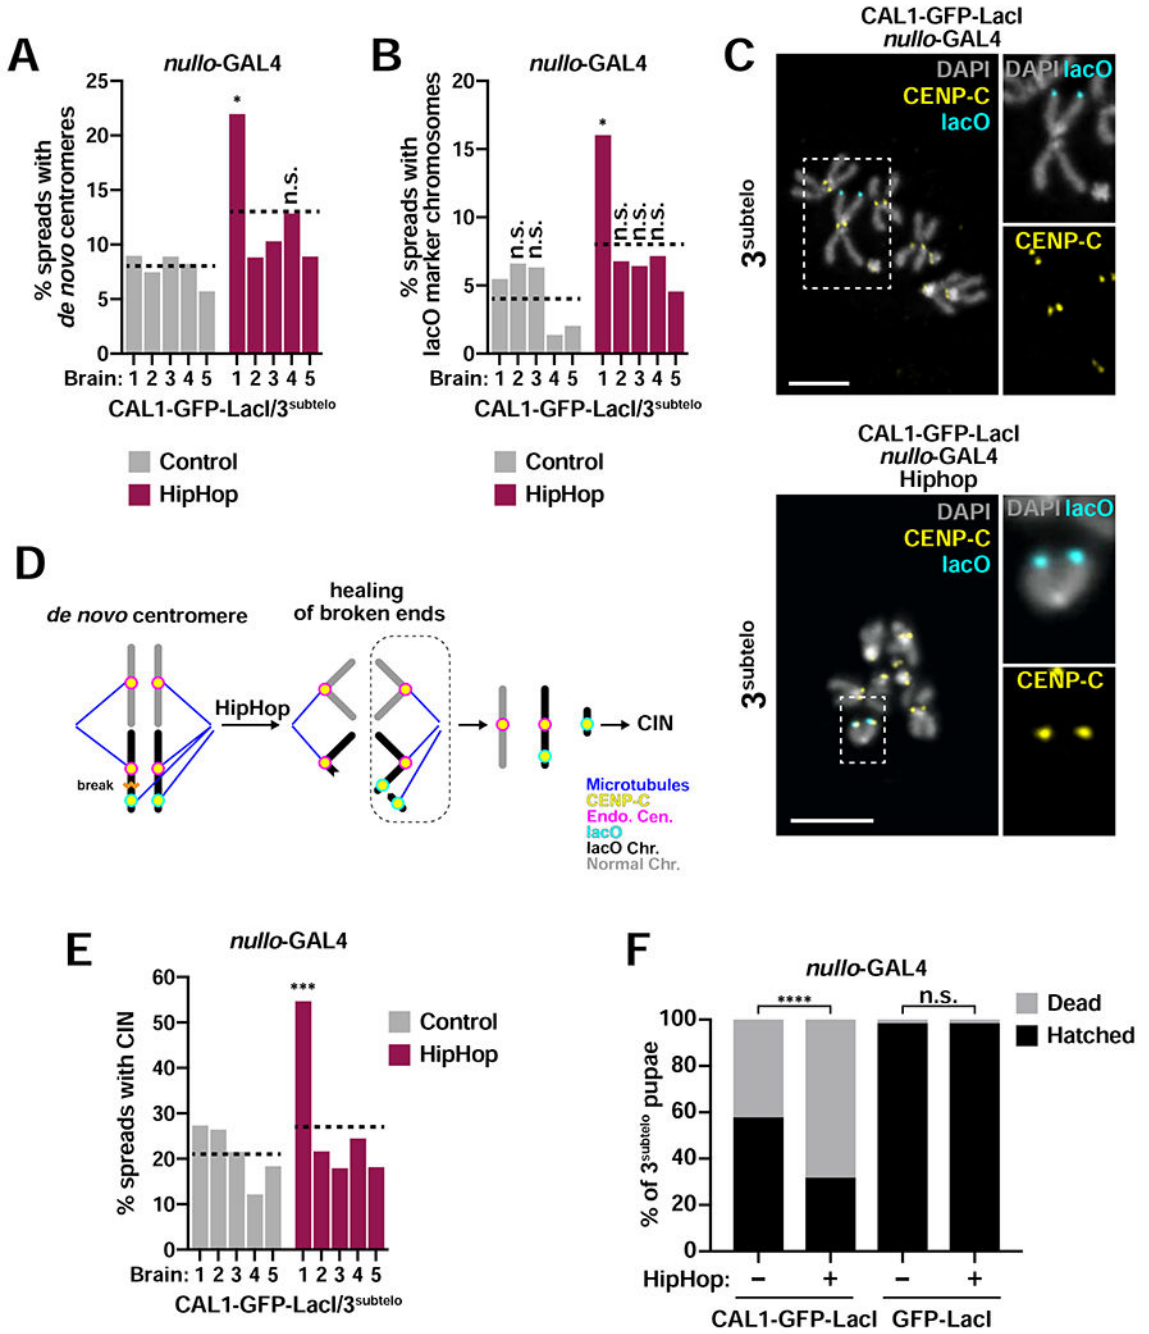 A
nullo-GAL4
% spreads with
de novo centromeres
25
20
15
10
5
0
*
n.s.
Brain: 1 2 3 4 5 1 2 3 4 5
CAL1-GFP-LacI/3subtelo
Control
HipHop
B
nullo-GAL4
% spreads with
lacO marker chromosomes
20
15
10
5
0
n.s.
n.s.
*
n.s.
n.s.
n.s.
1 2 3 4 5 1 2 3 4 5
CAL1-GFP-LacI/3subtelo
Control
HipHop
C
CAL1-GFP-LacI
nullo-GAL4
3subtelo
DAPI
CENP-C
lacO
DAPI lacO
CENP-C
CAL1-GFP-LacI
nullo-GAL4
Hiphop
3subtelo
DAPI
CENP-C
lacO
DAPI lacO
CENP-C
D
de novo centromere
break
HipHop
healing
of broken ends
CIN
Microtubules
CENP-C
Endo. Cen.
lacO
lacO Chr.
Normal Chr.
E
nullo-GAL4
% spreads with CIN
60
50
40
30
20
10
0
***
Brain: 1 2 3 4 5 1 2 3 4 5
CAL1-GFP-LacI/3subtelo
Control
HipHop
F
nullo-GAL4
% of 3subtelo pupae
100
80
60
40
20
0
****
n.s.
Dead
Hatched
HipHop: − + − +
CAL1-GFP-LacI GFP-LacI